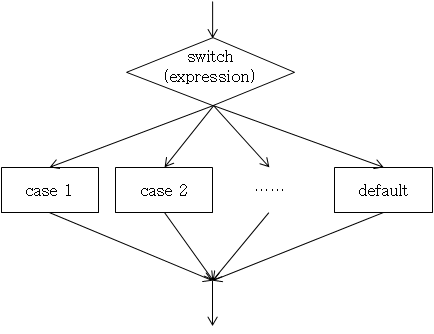 switch
(expression)
case 1
case 2
……
default